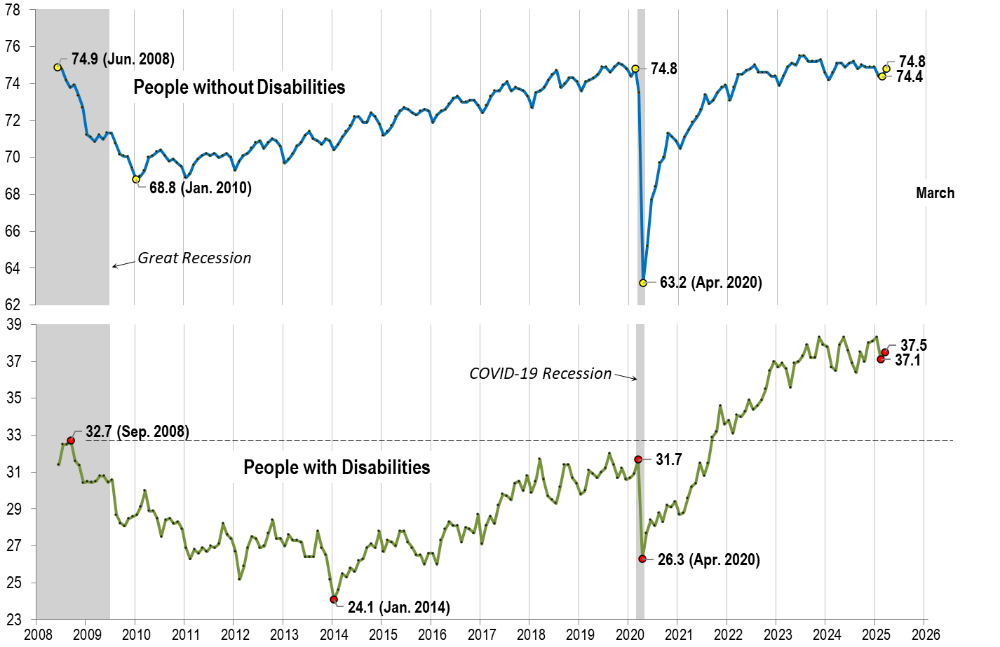 78
76
74.9 (Jun. 2008)
74.8
74.8
74
74.4
People without Disabilities
72
70
68.8 (Jan. 2010)
March
68
66
Great Recession
64
63.2 (Apr. 2020)
62
39
37.5
37
37.1
COVID-19 Recession
35
33
32.7 (Sep. 2008)
31.7
31
People with Disabilities
29
27
26.3 (Apr. 2020)
25
24.1 (Jan. 2014)
23
2008 2009 2010 2011 2012 2013 2014 2015 2016 2017 2018 2019 2020 2021 2022 2023 2024 2025 2026